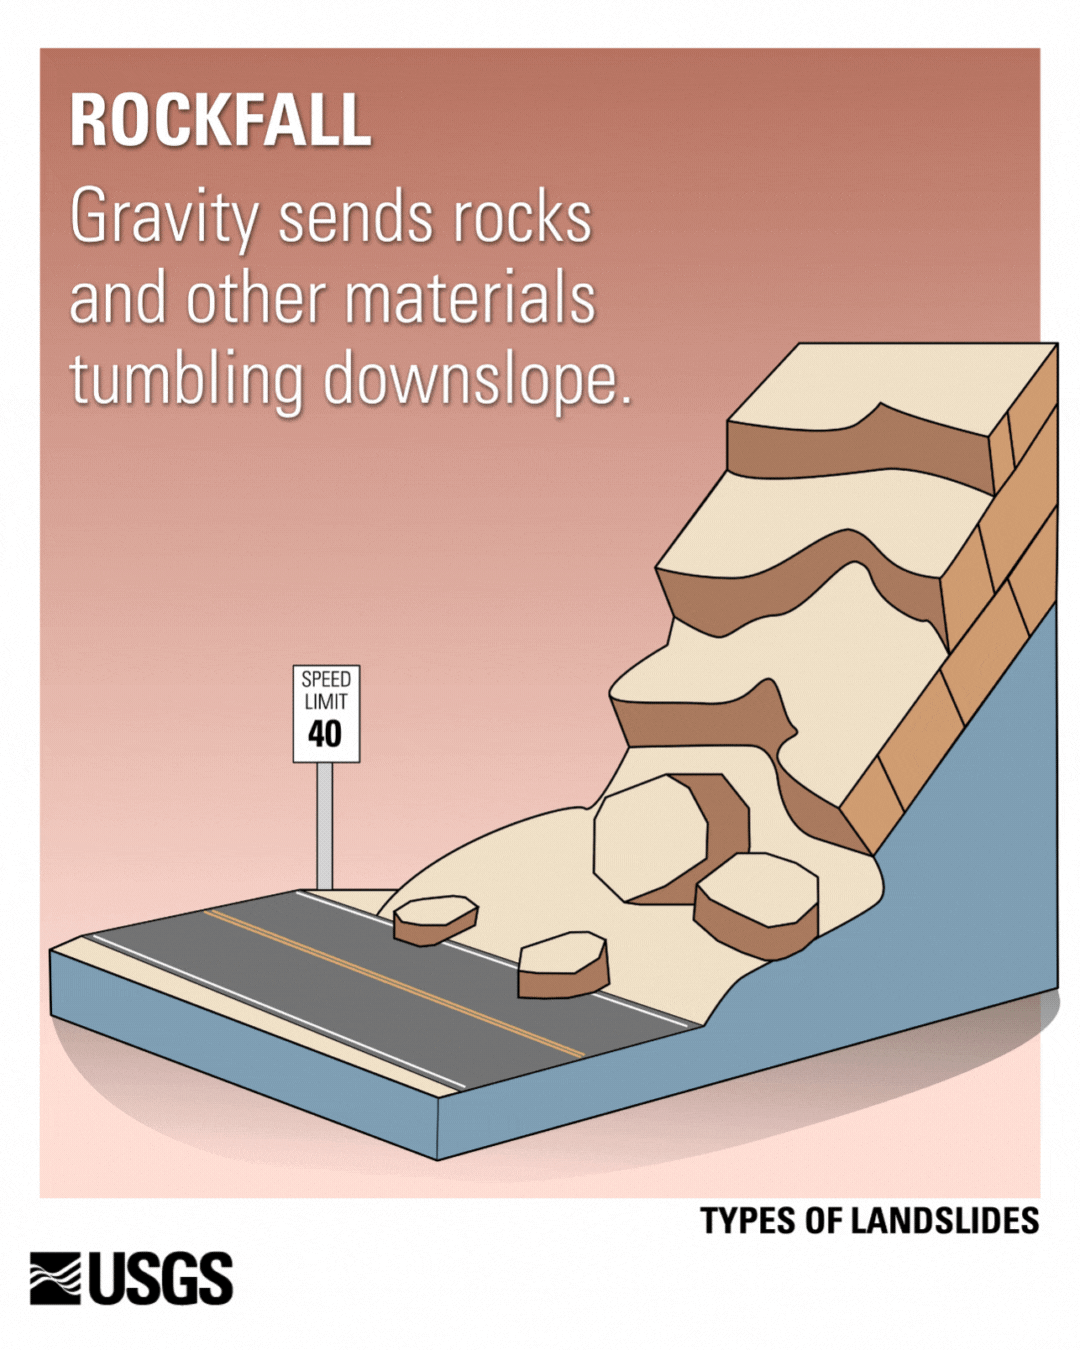 ROCKFALL
Gravity sends rocks
and other materials
tumbling downslope.
SPEED
LIMIT
40
TYPES OF LANDSLIDES
USGS